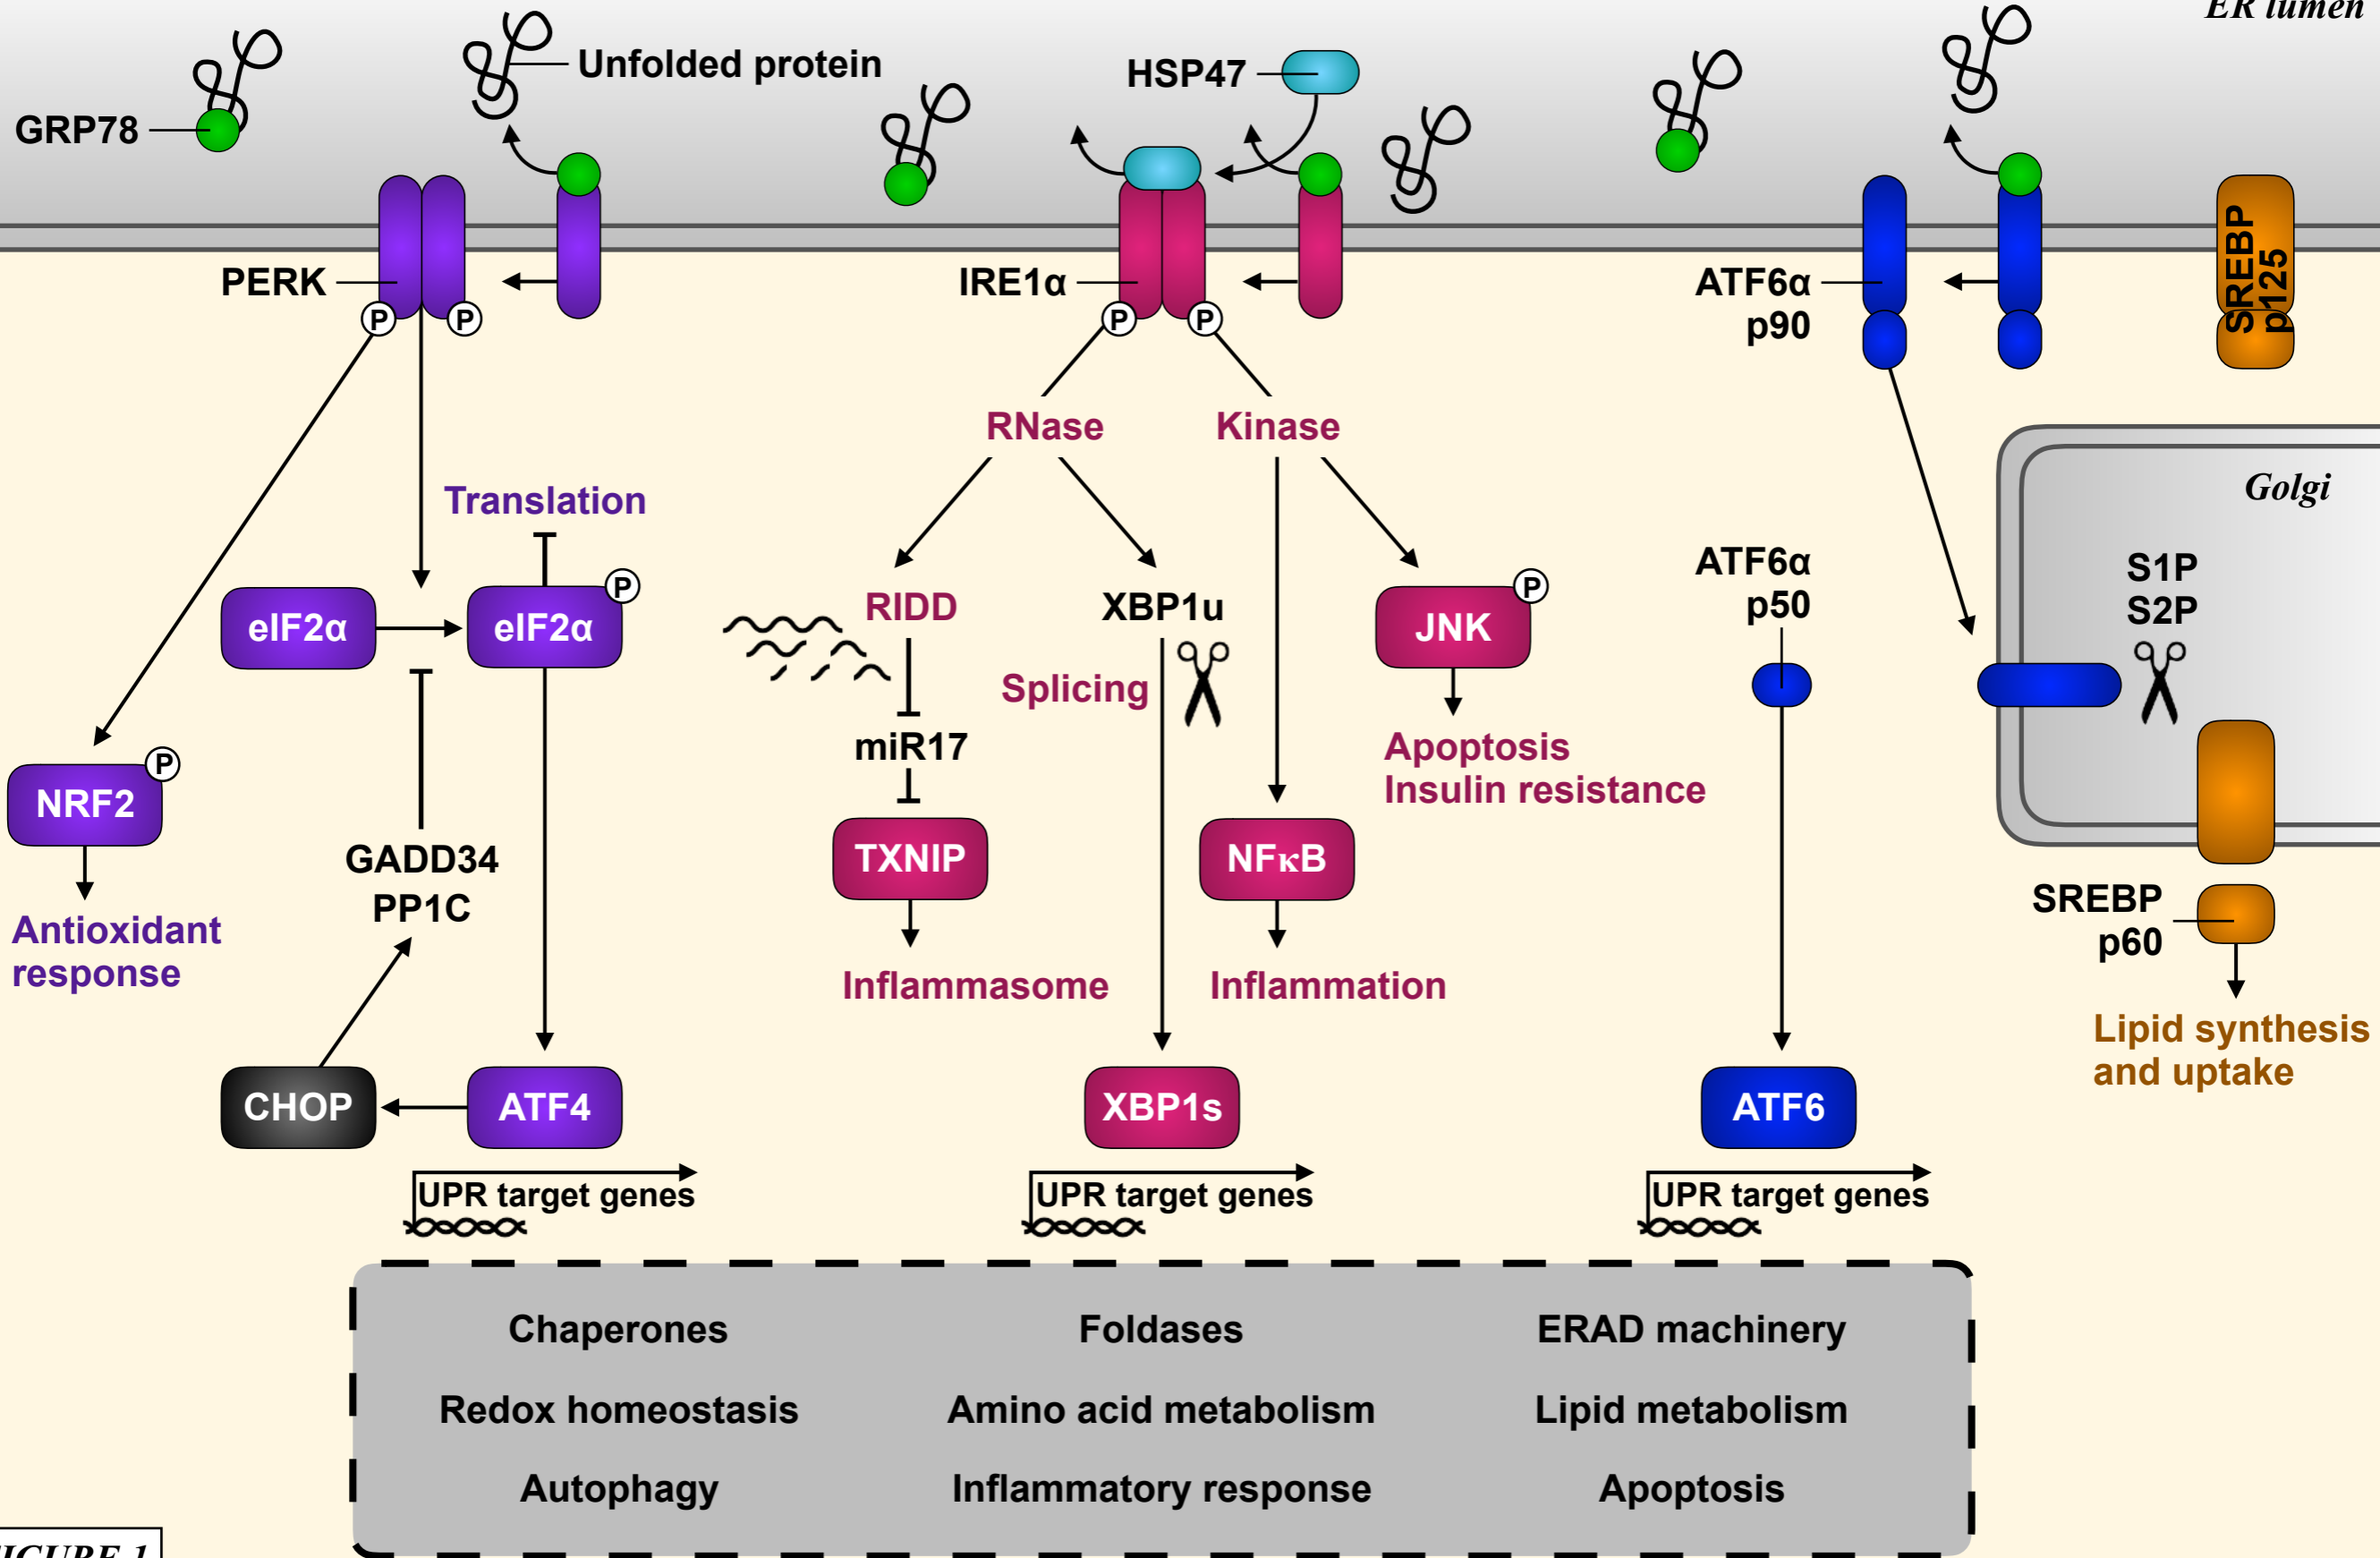 ER lumen
Unfolded protein
HSP47
GRP78
PERK
IRE1α
ATF6α
p90
SREBP
p125
P
P
P
P
RNase
Kinase
Golgi
Translation
S1P
S2P
ATF6α
p50
eIF2α
eIF2α
P
RIDD
XBP1u
JNK
P
Splicing
miR17
Apoptosis
Insulin resistance
NRF2
P
GADD34
PP1C
TXNIP
NFκB
SREBP
p60
Antioxidant
response
Inflammasome
Inflammation
Lipid synthesis
and uptake
CHOP
ATF4
XBP1s
ATF6
UPR target genes
UPR target genes
UPR target genes
Chaperones
Foldases
ERAD machinery
Redox homeostasis
Amino acid metabolism
Lipid metabolism
Autophagy
Inflammatory response
Apoptosis
FIGURE 1